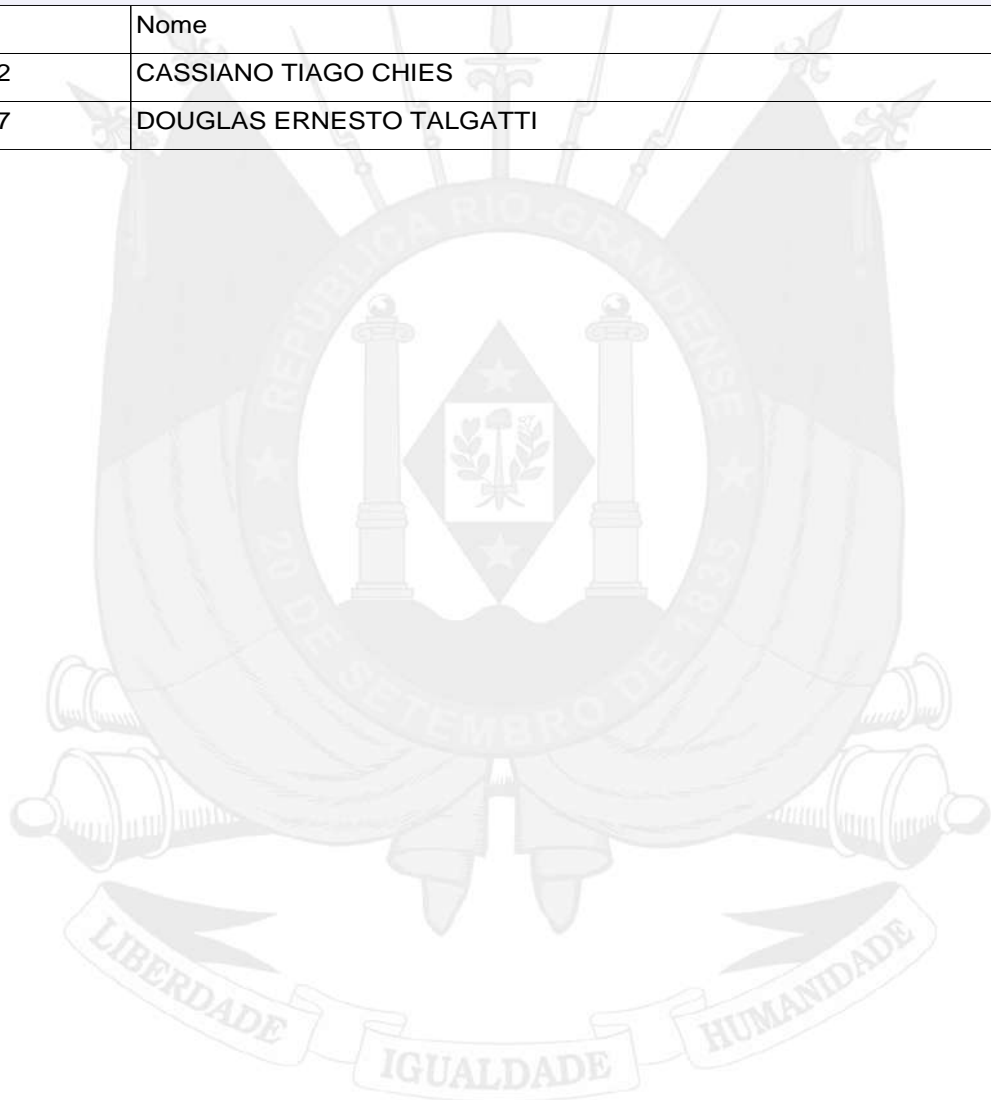 Nome
2 CASSIANO TIAGO CHIES
7 DOUGLAS ERNESTO TALGATTI
REPÚBLICA RIO-GRANDENSE
20 DE SETEMBRO DE 1835
LIBERDADE IGUALDADE HUMANIDADE